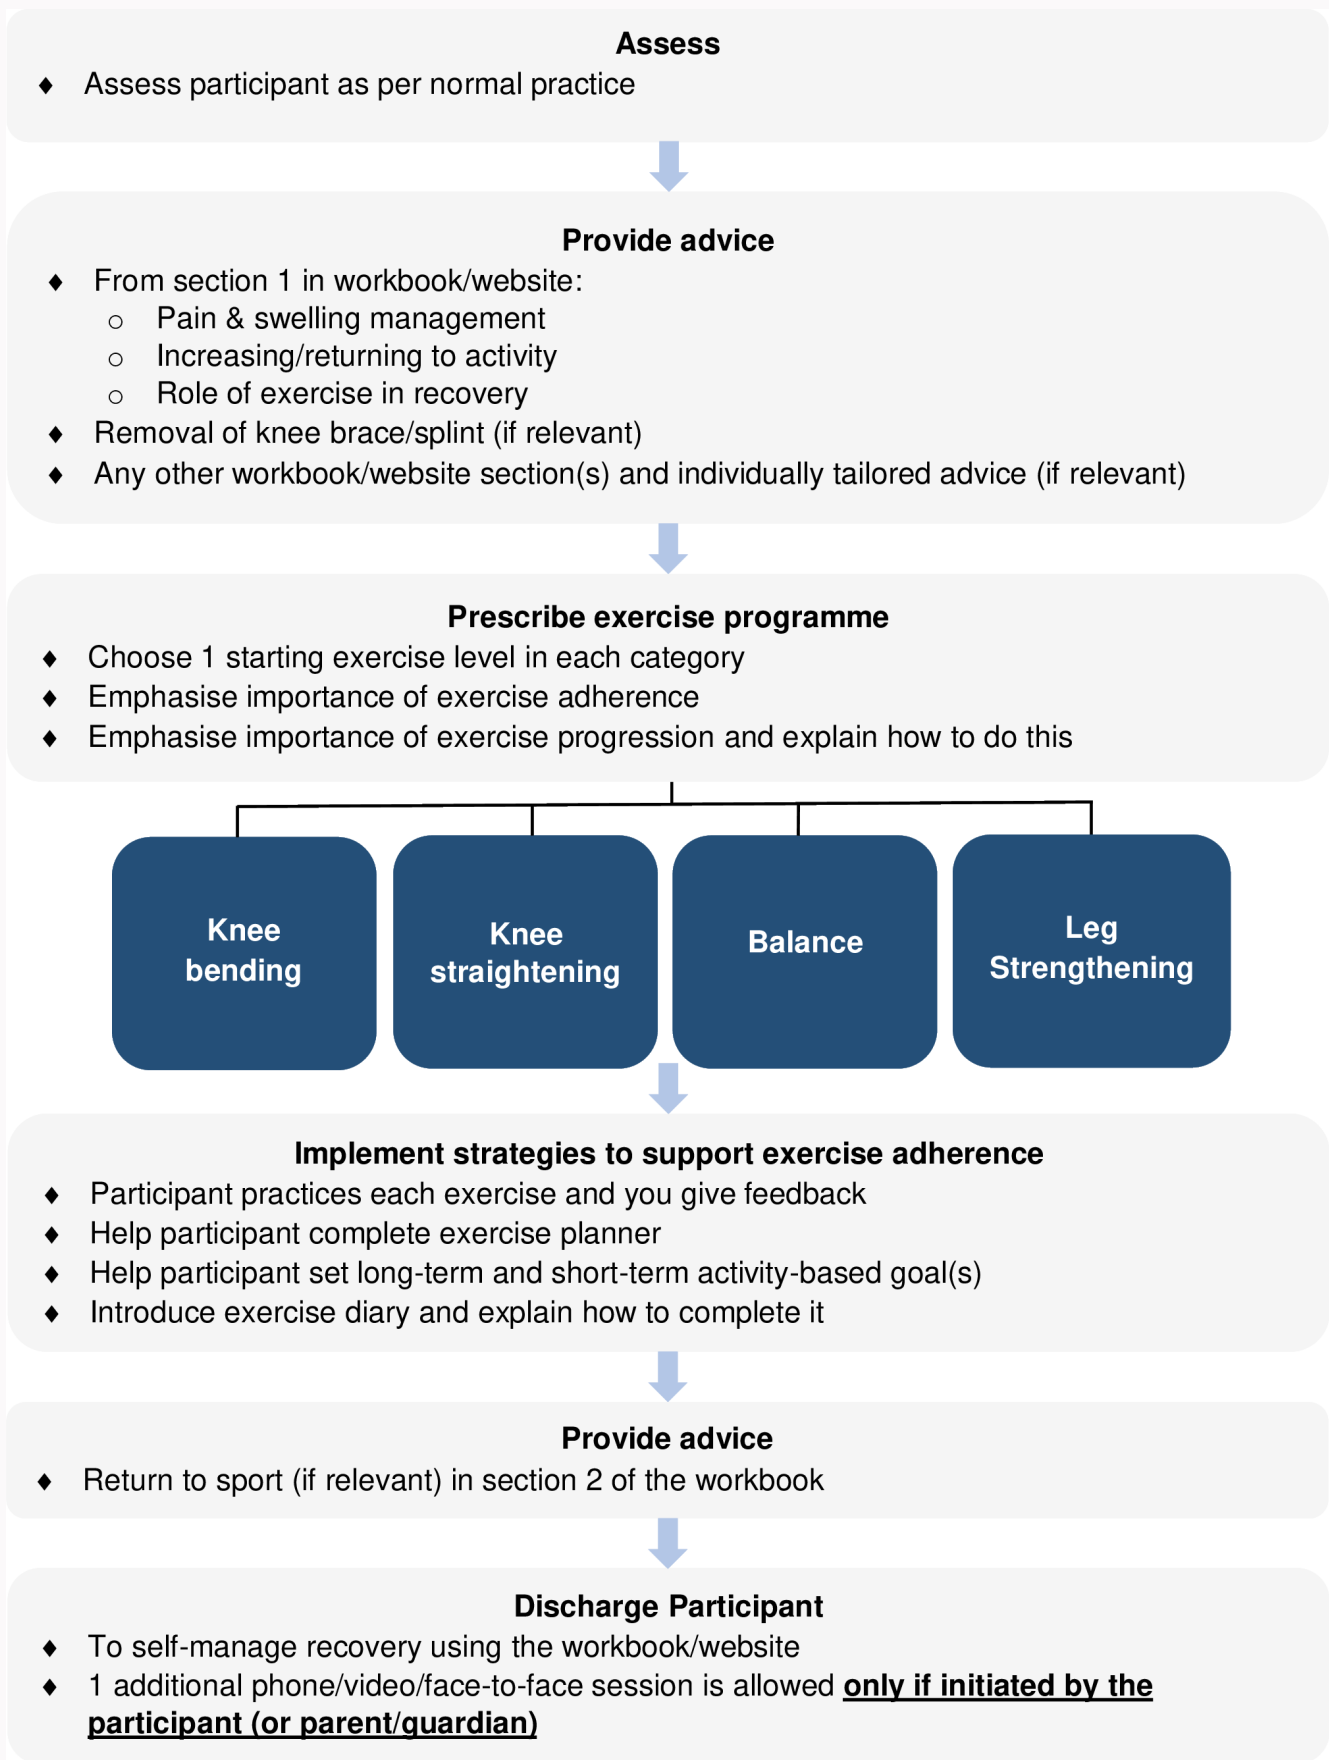 Assess
♦ Assess participant as per normal practice
Provide advice
♦ From section 1 in workbook/website:
o Pain & swelling management
o Increasing/returning to activity
o Role of exercise in recovery
♦ Removal of knee brace/splint (if relevant)
♦ Any other workbook/website section(s) and individually tailored advice (if relevant)
Prescribe exercise programme
♦ Choose 1 starting exercise level in each category
♦ Emphasise importance of exercise adherence
♦ Emphasise importance of exercise progression and explain how to do this
Knee
bending
Knee
straightening
Balance
Leg
Strengthening
Implement strategies to support exercise adherence
♦ Participant practices each exercise and you give feedback
♦ Help participant complete exercise planner
♦ Help participant set long-term and short-term activity-based goal(s)
♦ Introduce exercise diary and explain how to complete it
Provide advice
♦ Return to sport (if relevant) in section 2 of the workbook
Discharge Participant
♦ To self-manage recovery using the workbook/website
♦ 1 additional phone/video/face-to-face session is allowed only if initiated by the
participant (or parent/guardian)